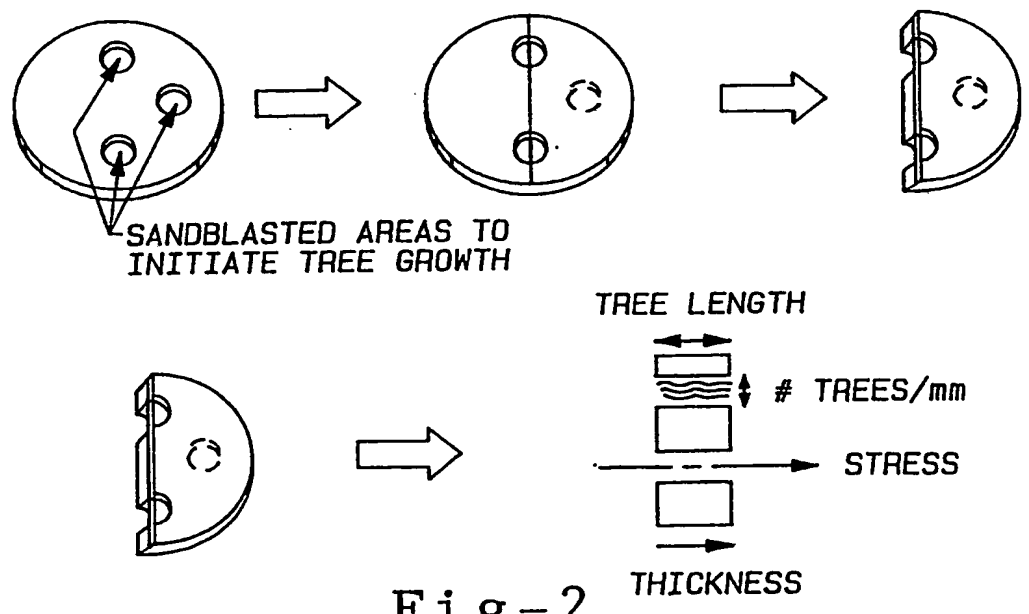 SANDBLASTED AREAS TO
INITIATE TREE GROWTH
TREE LENGTH
# TREES/mm
STRESS
THICKNESS
Fig-2